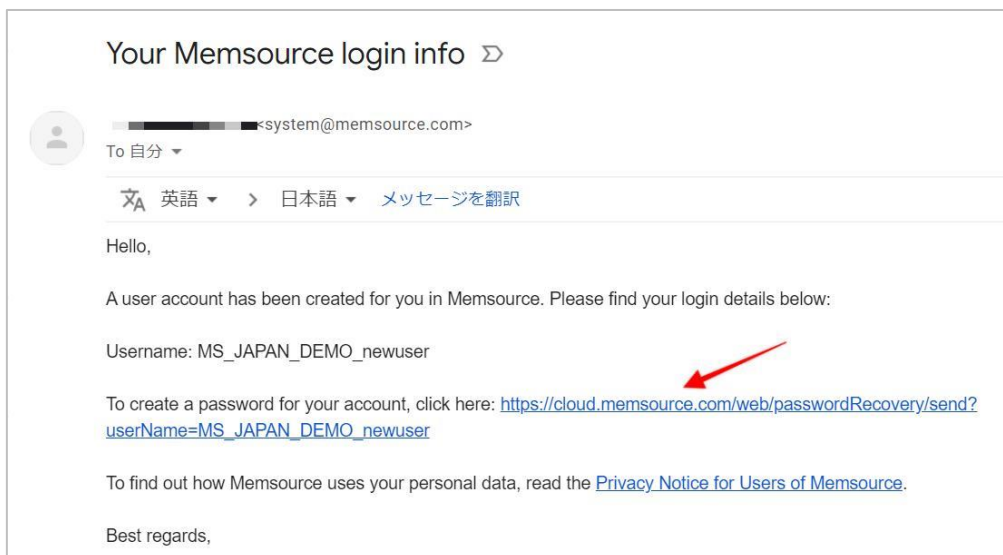 Your Memsource login info
<system@memsource.com>
To 自分
英語 日本語 メッセージを翻訳
Hello,
A user account has been created for you in Memsource. Please find your login details below:
Username: MS_JAPAN_DEMO_newuser
To create a password for your account, click here: https://cloud.memsource.com/web/passwordRecovery/send?
userName=MS_JAPAN_DEMO_newuser
To find out how Memsource uses your personal data, read the Privacy Notice for Users of Memsource.
Best regards,